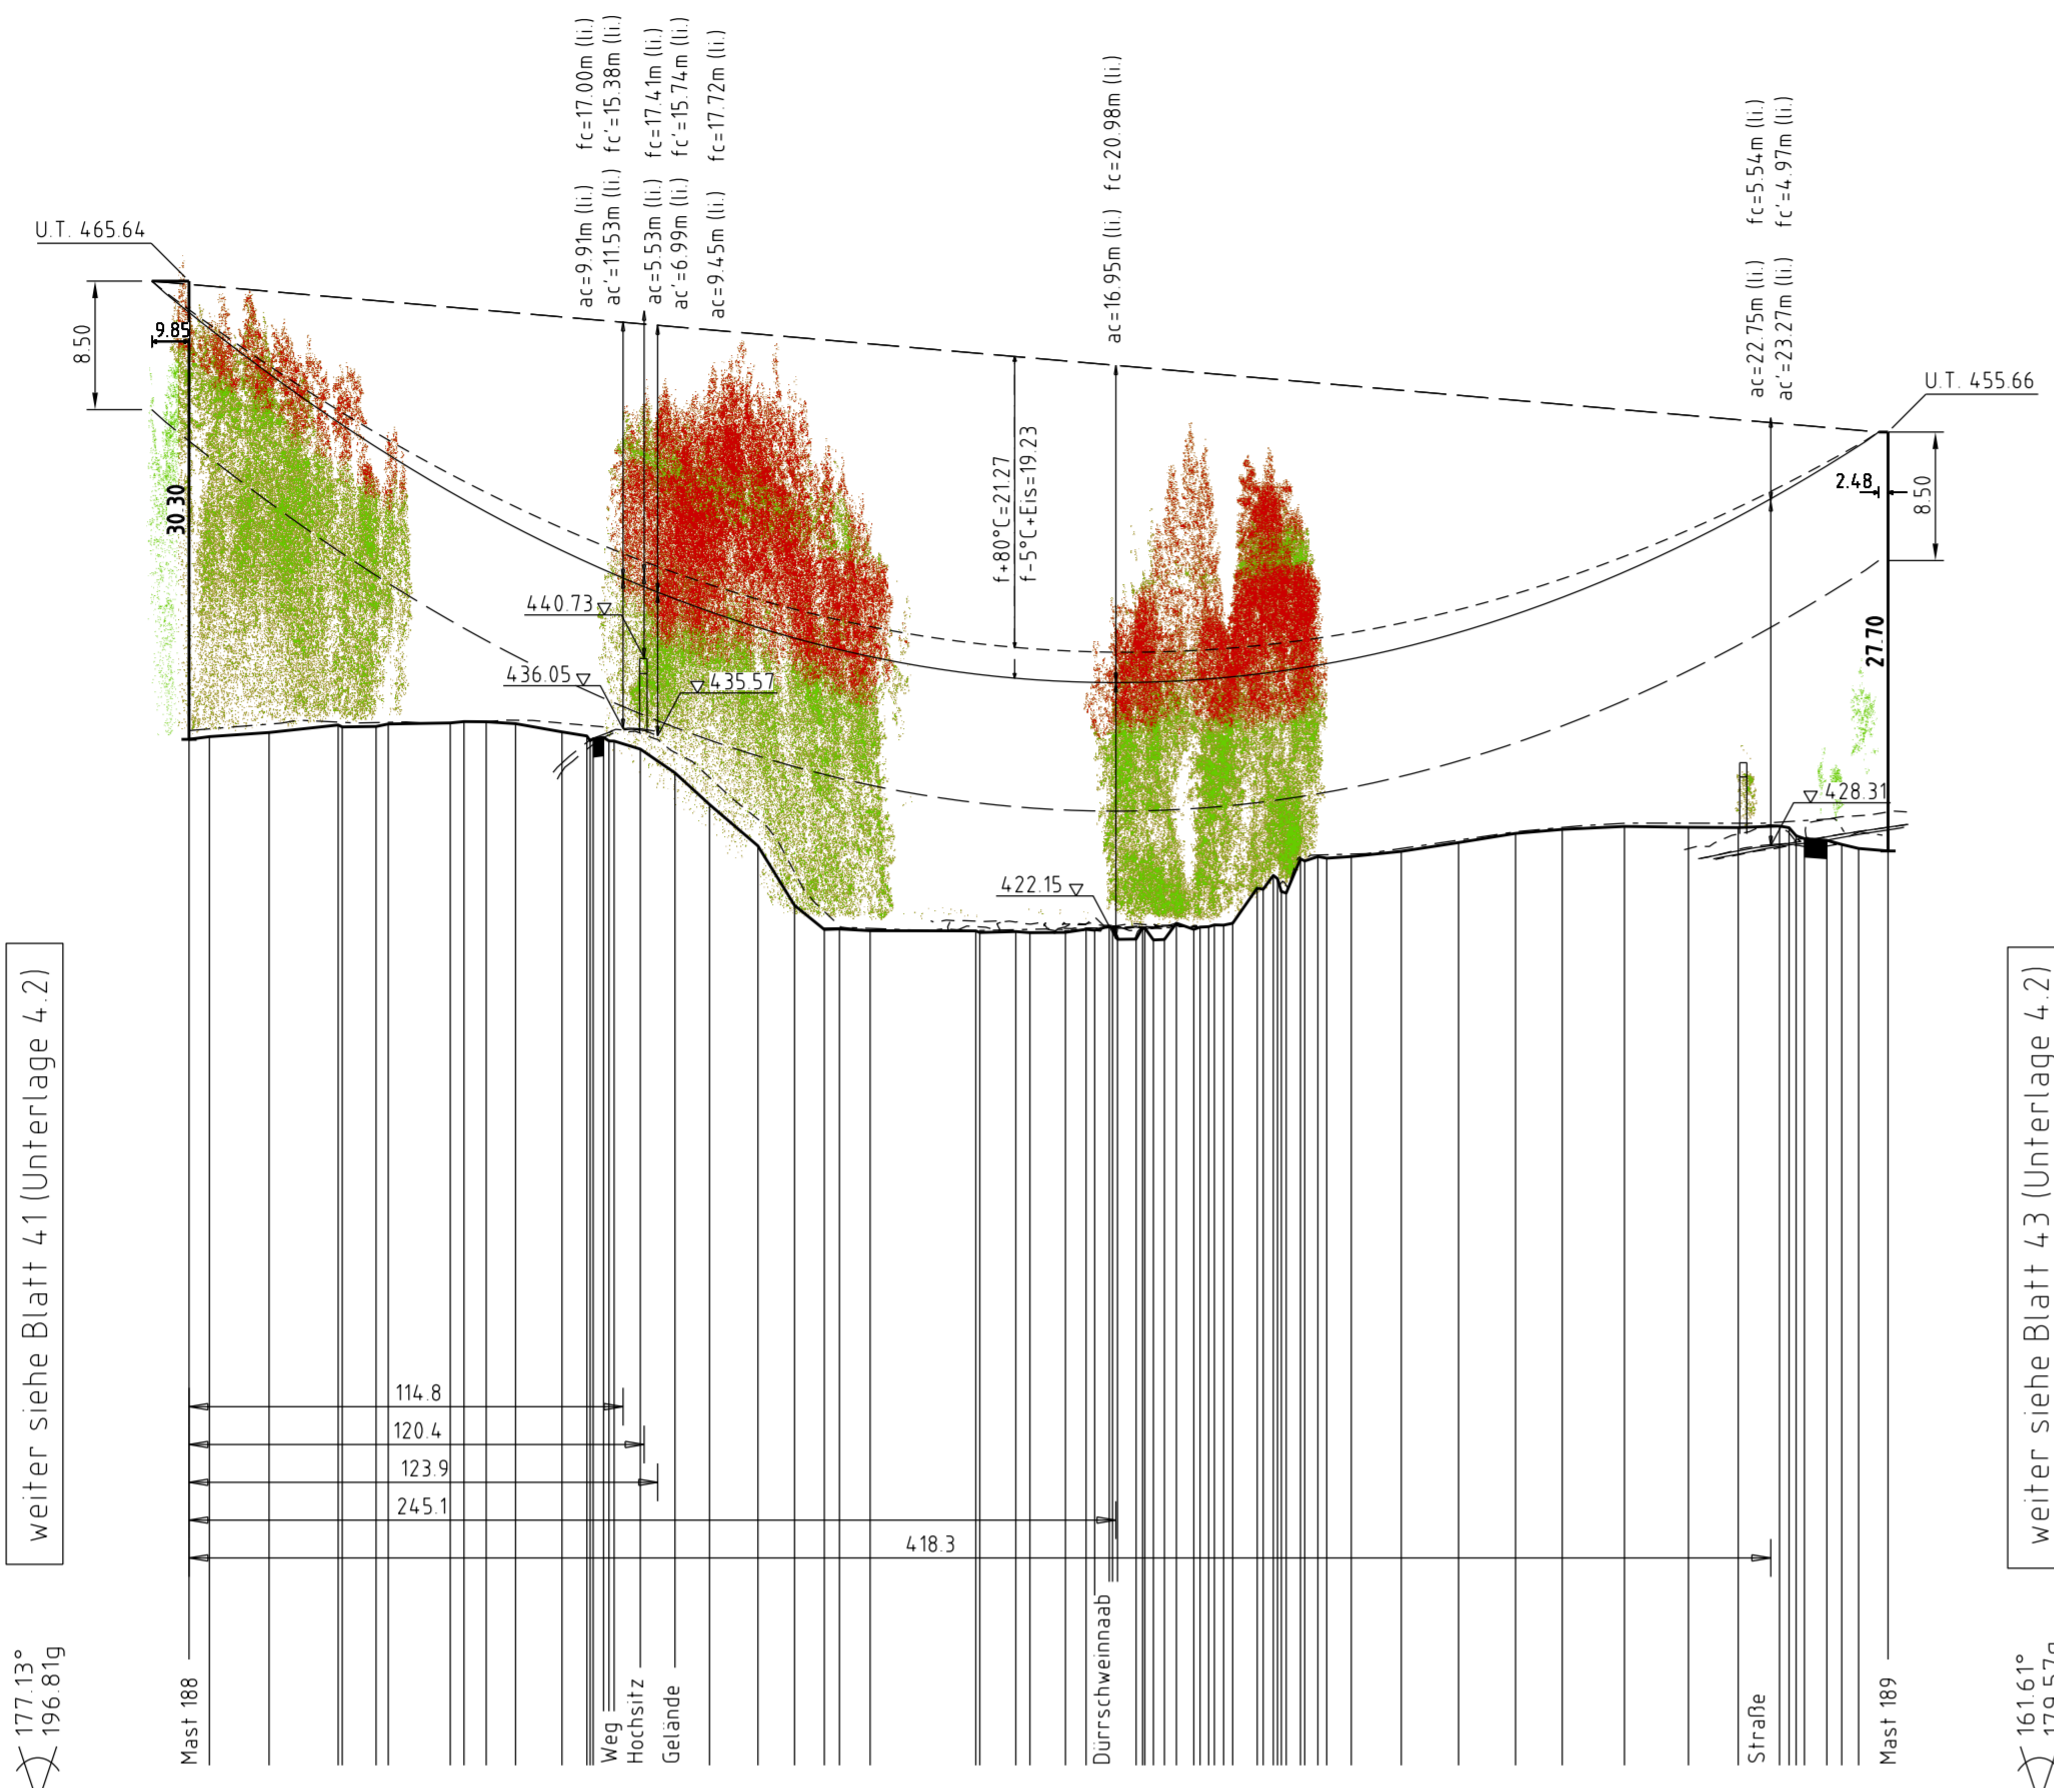 fc=17.00m (li.)
fc'=15.38m (li.)
fc=17.41m (li.)
fc'=15.74m (li.)
fc=17.72m (li.)
fc=20.98m (li.)
fc=5.54m (li.)
fc'=4.97m (li.)
ac=9.91m (li.)
ac'=11.53m (li.)
ac=5.53m (li.)
ac'=6.99m (li.)
ac=9.45m (li.)
ac=16.95m (li.)
ac=22.75m (li.)
ac'=23.27m (li.)
U.T. 465.64
8.50
9.85
30.30
U.T. 455.66
2.48
8.50
27.70
f+80°C=21.27
f-5°C+Eis=19.23
440.73
436.05
435.57
422.15
428.31
weiter siehe Blatt 41 (Unterlage 4.2)
weiter siehe Blatt 43 (Unterlage 4.2)
114.8
120.4
123.9
245.1
418.3
177.13°
196.81g
Mast 188
Weg
Hochsitz
Gelände
Dürrschweinnaab
Straße
Mast 189
161.61°
179.57g